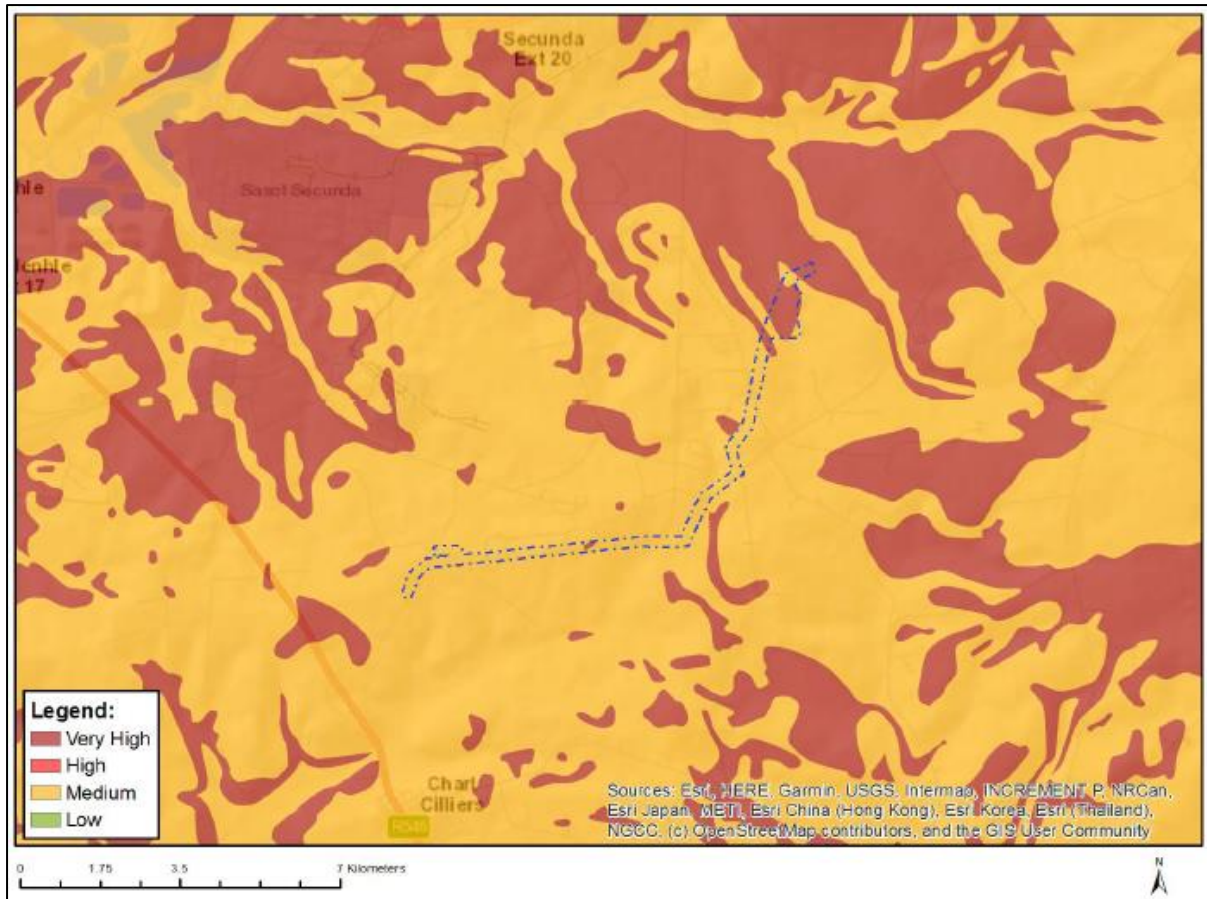 Secunda
Ext 20
hle
Sasol Secunda
17
Legend:
Very High
High
Medium
Low
Charl
Cilliers
R546
Sources: Esri, HERE, Garmin, USGS, Intermap, INCREMENT P, NRCan,
Esri Japan, METI, Esri China (Hong Kong), Esri Korea, Esri (Thailand),
NGCC, (c) OpenStreetMap contributors, and the GIS User Community
0 1.75 3.5 7 Kilometers
N